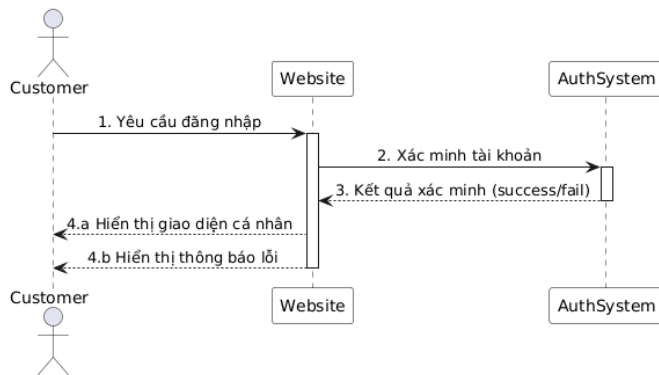 Customer
Website
AuthSystem
1. Yêu cầu đăng nhập
2. Xác minh tài khoản
3. Kết quả xác minh (success/fail)
4.a Hiển thị giao diện cá nhân
4.b Hiển thị thông báo lỗi
Customer
Website
AuthSystem